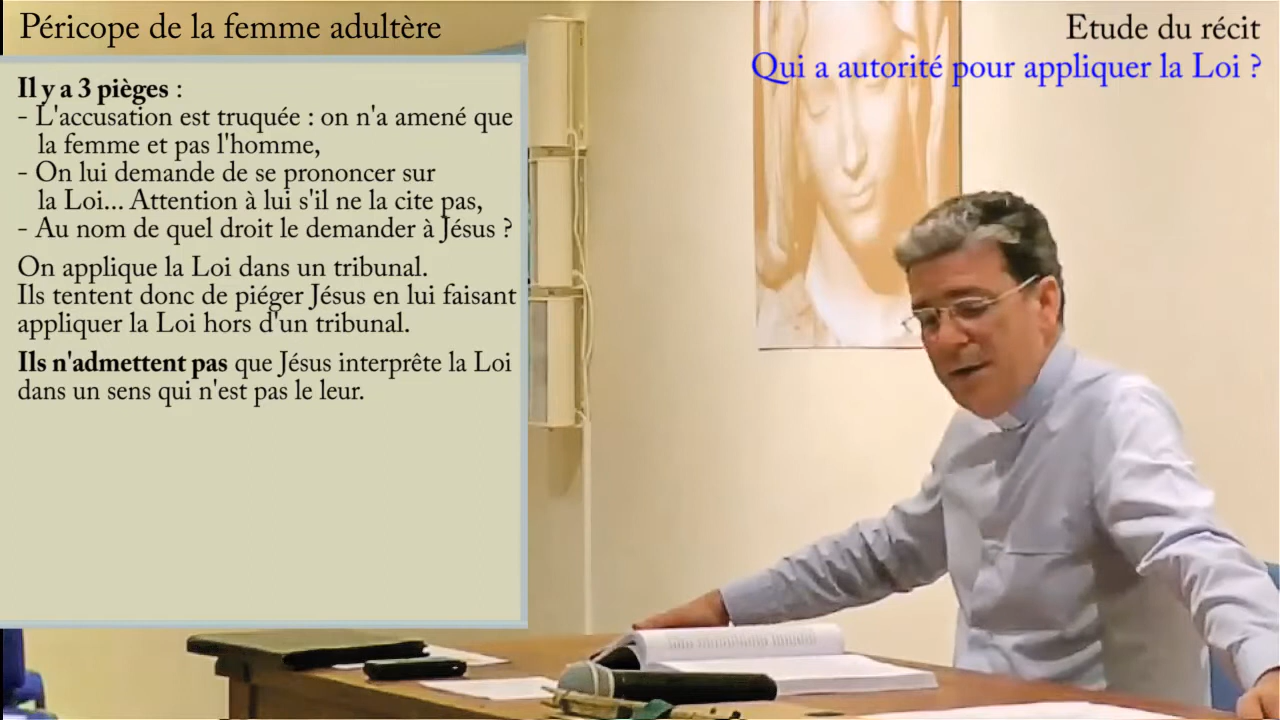 Péricope de la femme adultère
Etude du récit
Qui a autorité pour appliquer la Loi ?
Il y a 3 pièges :
- L'accusation est truquée : on n'a amené que
la femme et pas l'homme,
- On lui demande de se prononcer sur
la Loi... Attention à lui s'il ne la cite pas,
- Au nom de quel droit le demander à Jésus ?
On applique la Loi dans un tribunal.
Ils tentent donc de piéger Jésus en lui faisant
appliquer la Loi hors d'un tribunal.
Ils n'admettent pas que Jésus interprête la Loi
dans un sens qui n'est pas le leur.